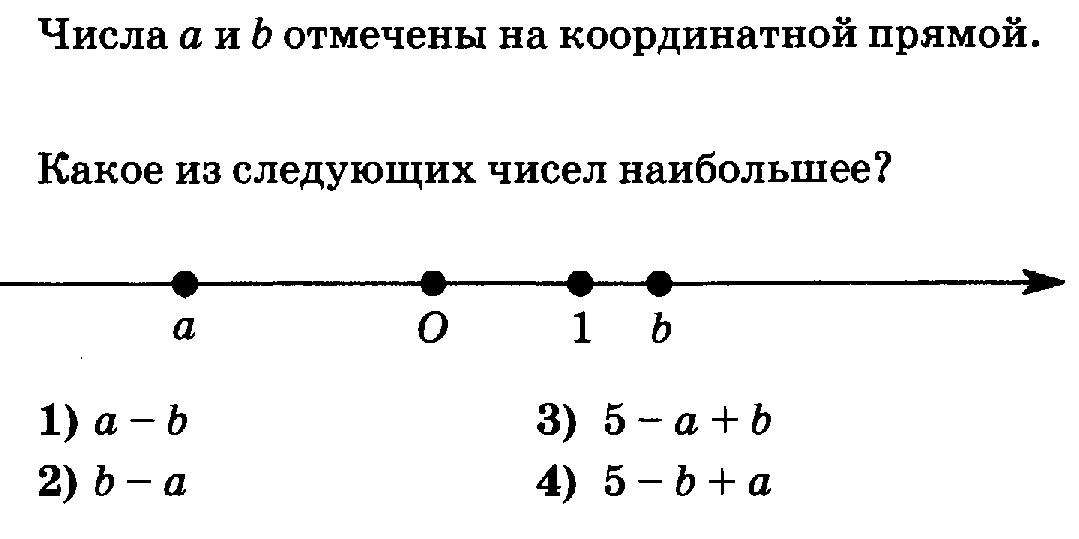 Числа a и b отмечены на координатной прямой.
Какое из следующих чисел наибольшее?
a O 1 b
1) a – b 3) 5 – a + b
2) b – a 4) 5 – b + a